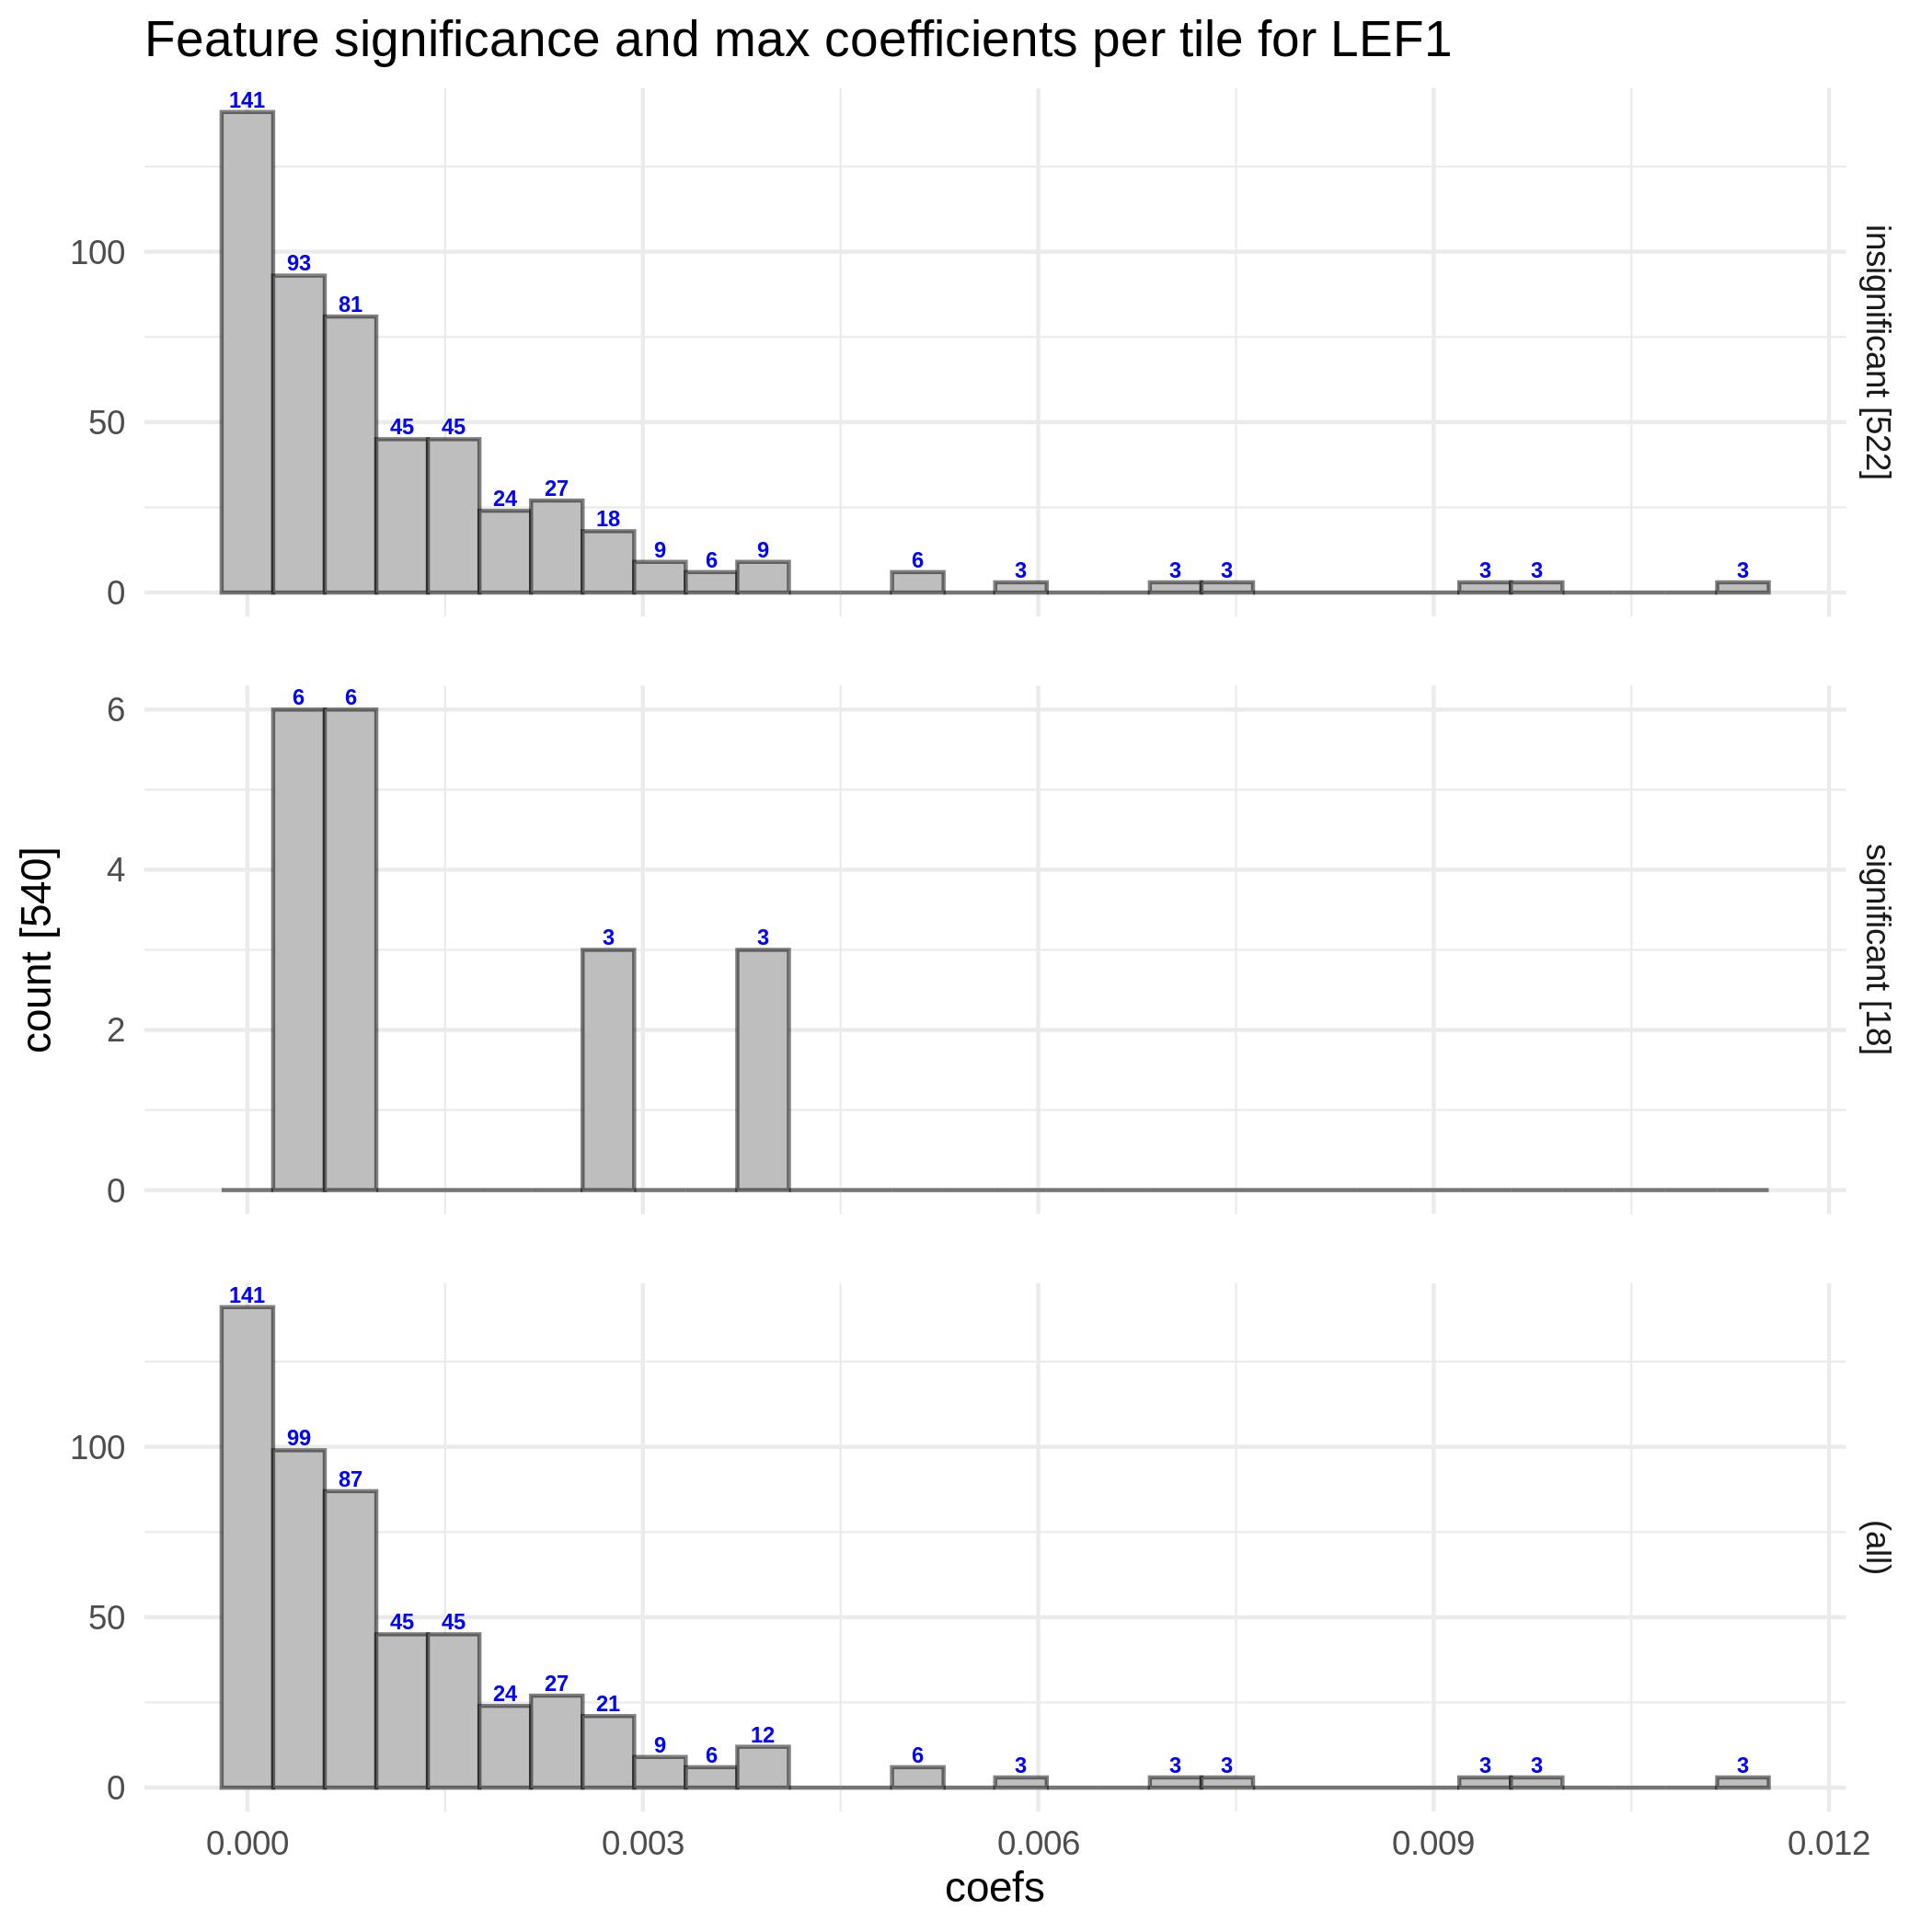 Feature significance and max coefficients per tile for LEF1
141
93
81
45 45
24 27
18
9 6 9 6 3 3 3 3 3 3
100
50
0
insignificant [522]
6 6
3 3
6
4
2
0
count [540]
significant [18]
141
99
87
45 45
24 27
21
9 6 12 6 3 3 3 3 3 3
100
50
0
(all)
0.000 0.003 0.006 0.009 0.012
coefs